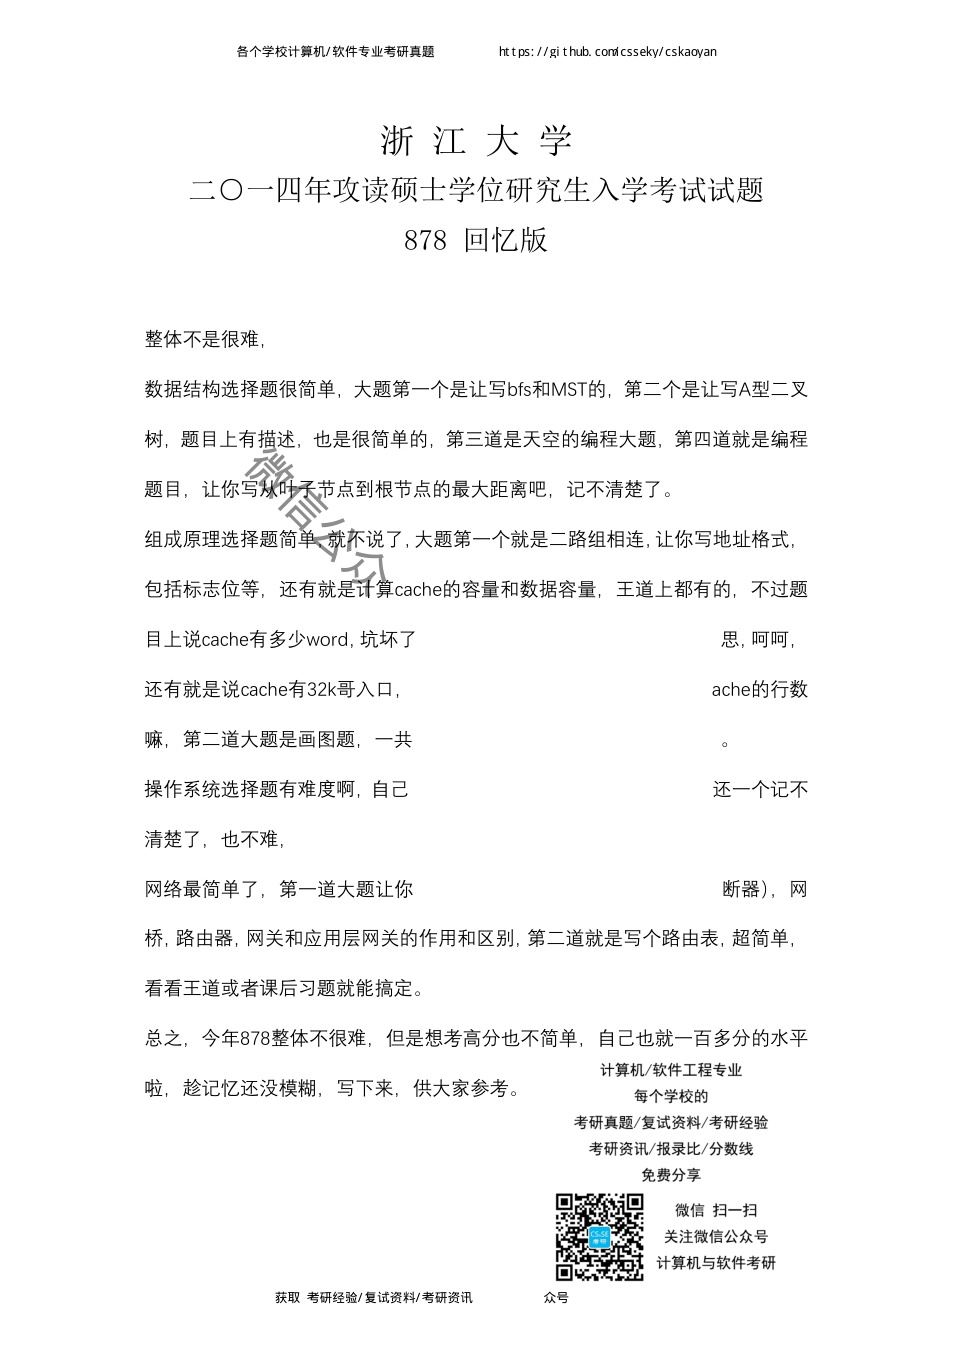 各个学校计算机/软件专业考研真题 https://github.com/csseky/cskaoyan
浙 江 大 学
二〇一四年攻读硕士学位研究生入学考试试题
878 回忆版
整体不是很难，
数据结构选择题很简单，大题第一个是让写bfs和MST的，第二个是让写A型二叉
树，题目上有描述，也是很简单的，第三道是天空的编程大题，第四道就是编程
题目，让你写从叶子节点到根节点的最大距离吧，记不清楚了。
组成原理选择题简单，就不说了，大题第一个就是二路组相连，让你写地址格式，
包括标志位等，还有就是计算cache的容量和数据容量，王道上都有的，不过题
目上说cache有多少word，坑坏了 思，呵呵，
还有就是说cache有32k哥入口， ache的行数
嘛，第二道大题是画图题，一共 。
操作系统选择题有难度啊，自己 还一个记不
清楚了，也不难，
网络最简单了，第一道大题让你 断器），网
桥，路由器，网关和应用层网关的作用和区别，第二道就是写个路由表，超简单，
看看王道或者课后习题就能搞定。
总之，今年878整体不很难，但是想考高分也不简单，自己也就一百多分的水平
啦，趁记忆还没模糊，写下来，供大家参考。
微信公众
计算机/软件工程专业
每个学校的
考研真题/复试资料/考研经验
考研资讯/报录比/分数线
免费分享
微信 扫一扫
关注微信公众号
计算机与软件考研
CS&SE
考研
获取 考研经验/复试资料/考研资讯 众号